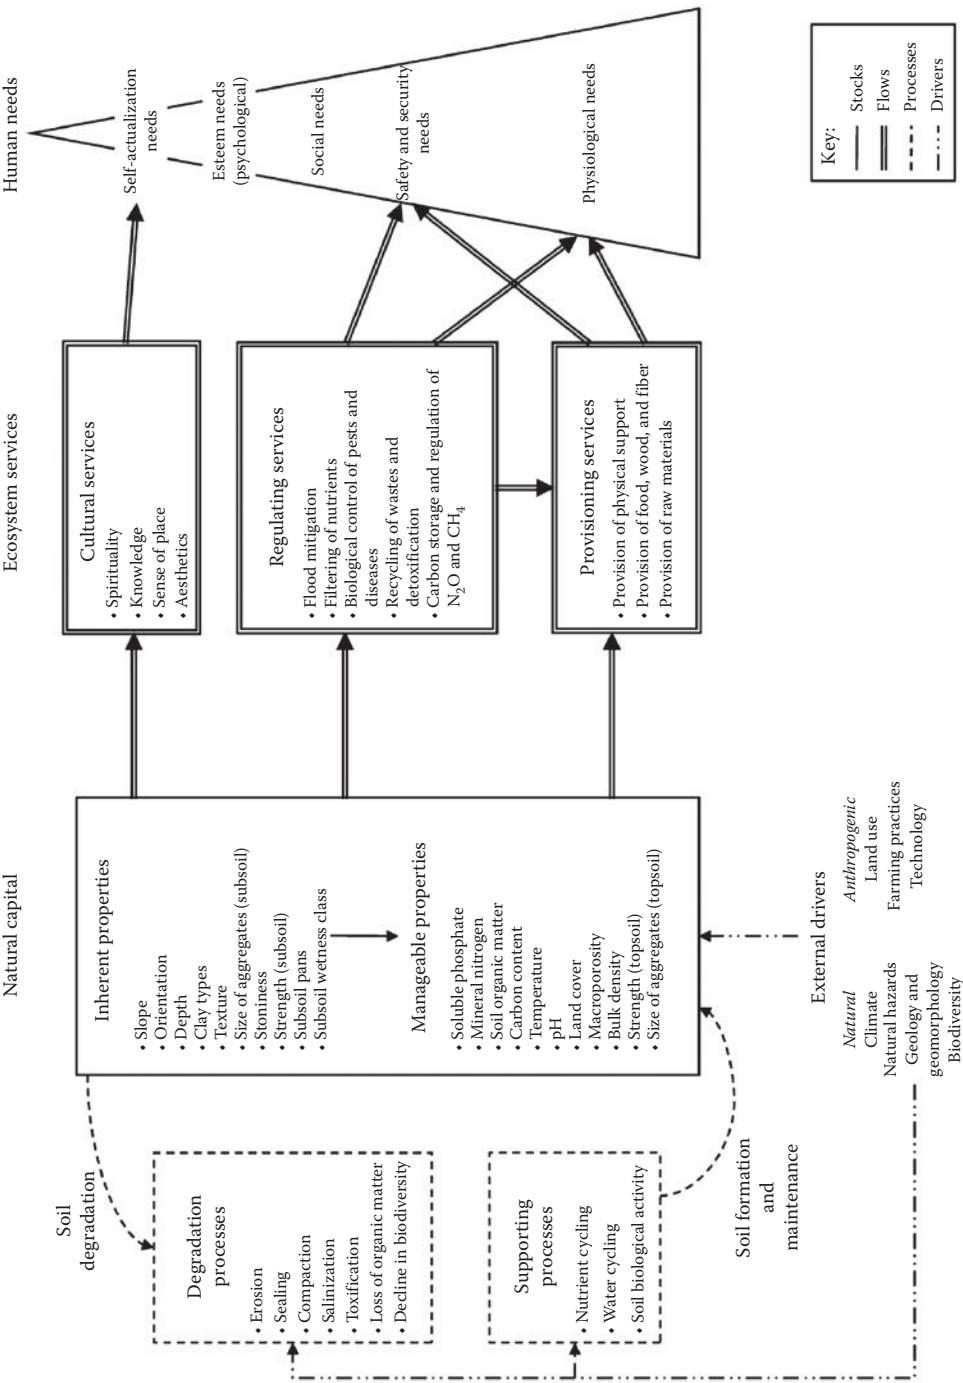 Natural capital
Ecosystem services
Human needs
Soil
degradation
Degradation
processes
• Erosion
• Sealing
• Compaction
• Salinization
• Toxification
• Loss of organic matter
• Decline in biodiversity
Supporting
processes
• Nutrient cycling
• Water cycling
• Soil biological activity
Soil formation
and
maintenance
Inherent properties
• Slope
• Orientation
• Depth
• Clay types
• Texture
• Size of aggregates (subsoil)
• Stoniness
• Strength (subsoil)
• Subsoil pans
• Subsoil wetness class
Manageable properties
• Soluble phosphate
• Mineral nitrogen
• Soil organic matter
• Carbon content
• Temperature
• pH
• Land cover
• Macroporosity
• Bulk density
• Strength (topsoil)
• Size of aggregates (topsoil)
External drivers
Natural
Climate
Natural hazards
Geology and
geomorphology
Biodiversity
Anthropogenic
Land use
Farming practices
Technology
Cultural services
• Spirituality
• Knowledge
• Sense of place
• Aesthetics
Regulating services
• Flood mitigation
• Filtering of nutrients
• Biological control of pests and
diseases
• Recycling of wastes and
detoxification
• Carbon storage and regulation of
N₂O and CH₄
Provisioning services
• Provision of physical support
• Provision of food, wood, and fiber
• Provision of raw materials
Self-actualization
needs
Esteem needs
(psychological)
Social needs
Safety and security
needs
Physiological needs
Key:
Stocks
Flows
Processes
Drivers